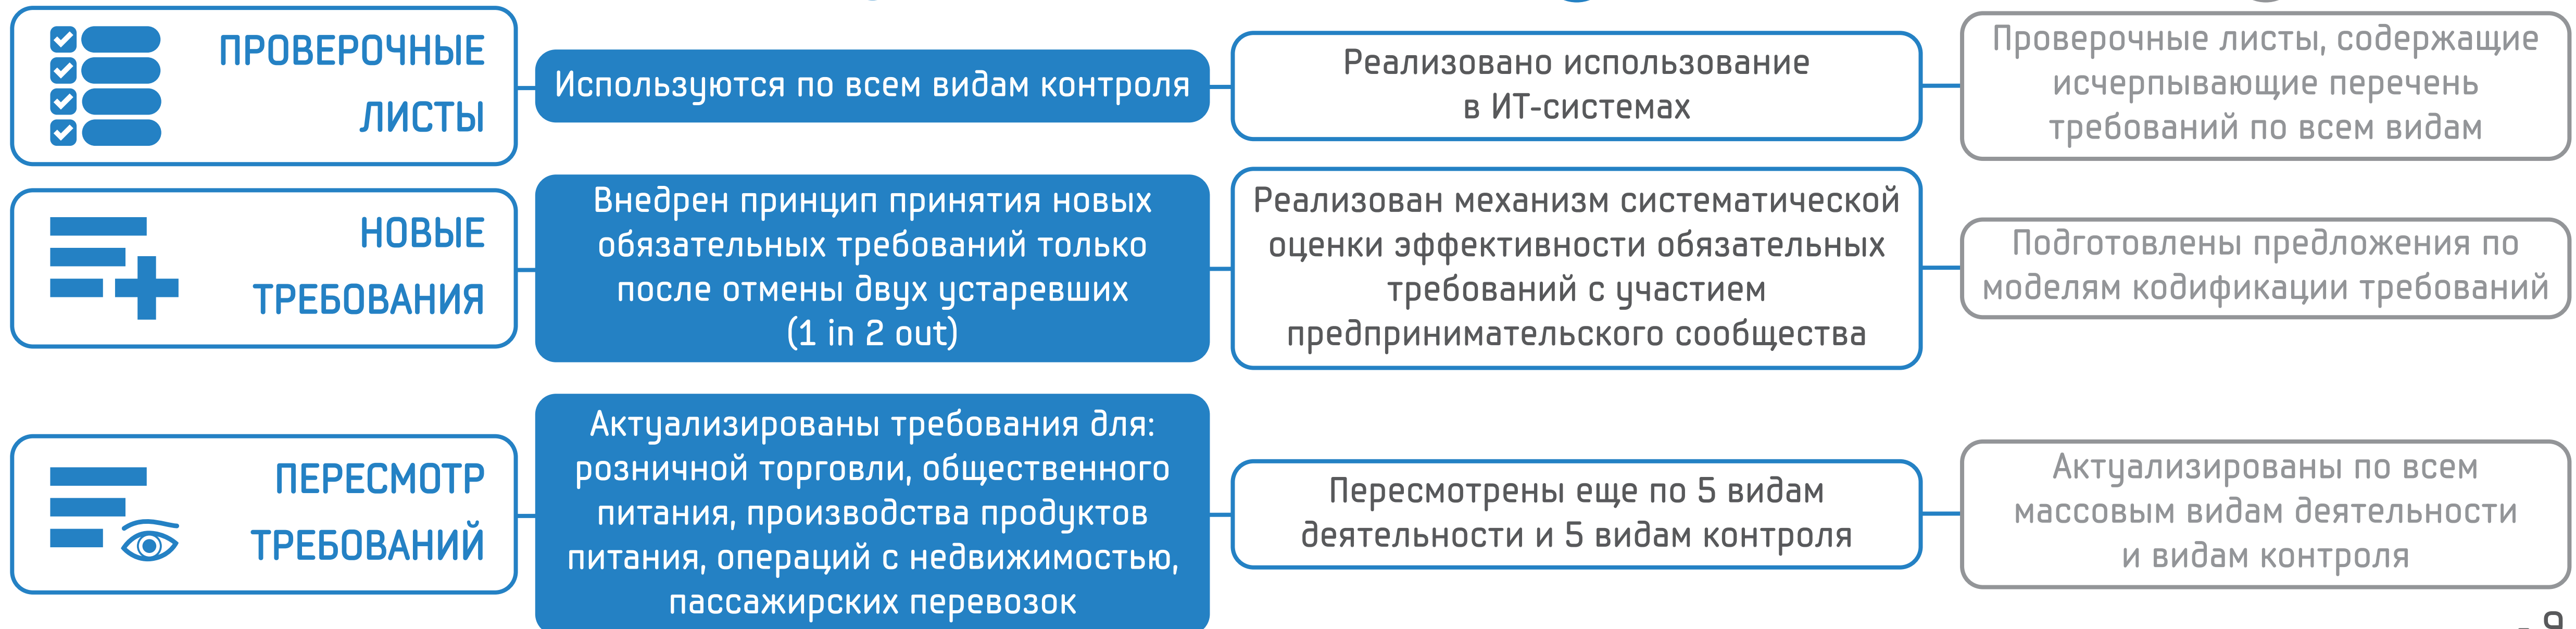 ПРОВЕРОЧНЫЕ
ЛИСТЫ
Используются по всем видам контроля
Реализовано использование
в ИТ-системах
Проверочные листы, содержащие
исчерпывающие перечень
требований по всем видам
НОВЫЕ
ТРЕБОВАНИЯ
Внедрен принцип принятия новых
обязательных требований только
после отмены двух устаревших
(1 in 2 out)
Реализован механизм систематической
оценки эффективности обязательных
требований с участием
предпринимательского сообщества
Подготовлены предложения по
моделям кодификации требований
ПЕРЕСМОТР
ТРЕБОВАНИЙ
Актуализированы требования для:
розничной торговли, общественного
питания, производства продуктов
питания, операций с недвижимостью,
пассажирских перевозок
Пересмотрены еще по 5 видам
деятельности и 5 видам контроля
Актуализированы по всем
массовым видам деятельности
и видам контроля